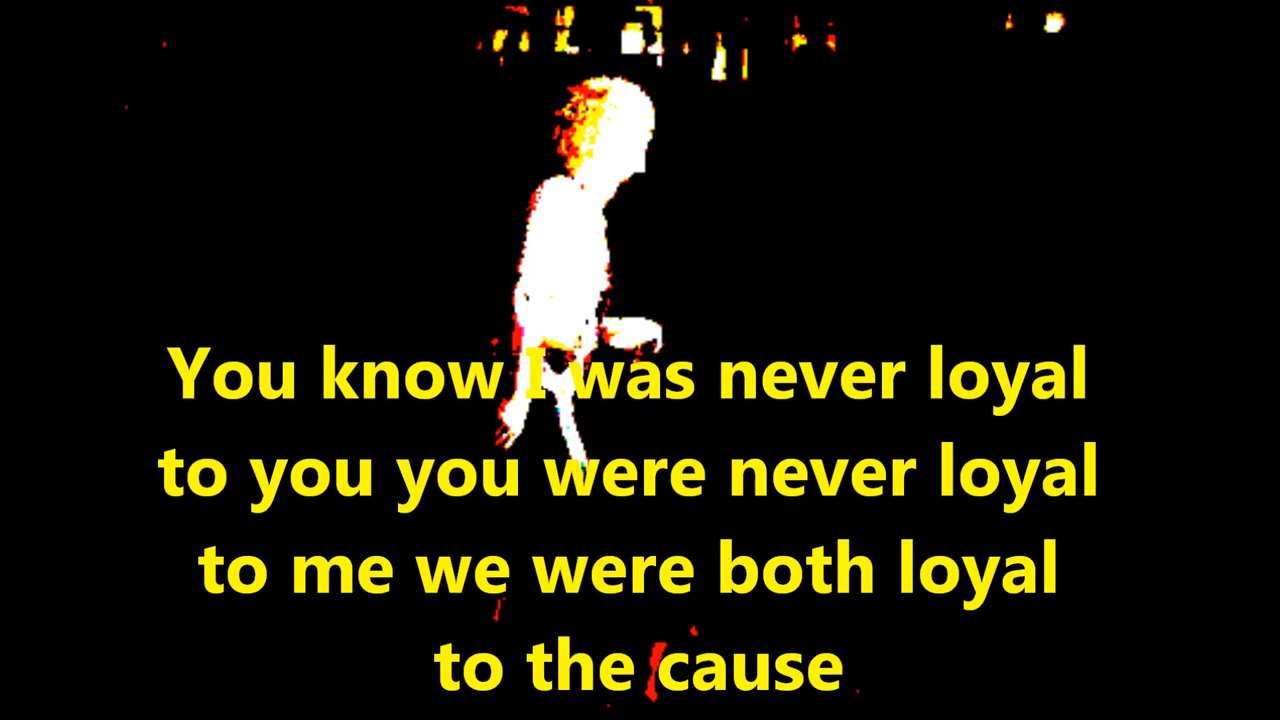 You know I was never loyal
to you you were never loyal
to me we were both loyal
to the cause